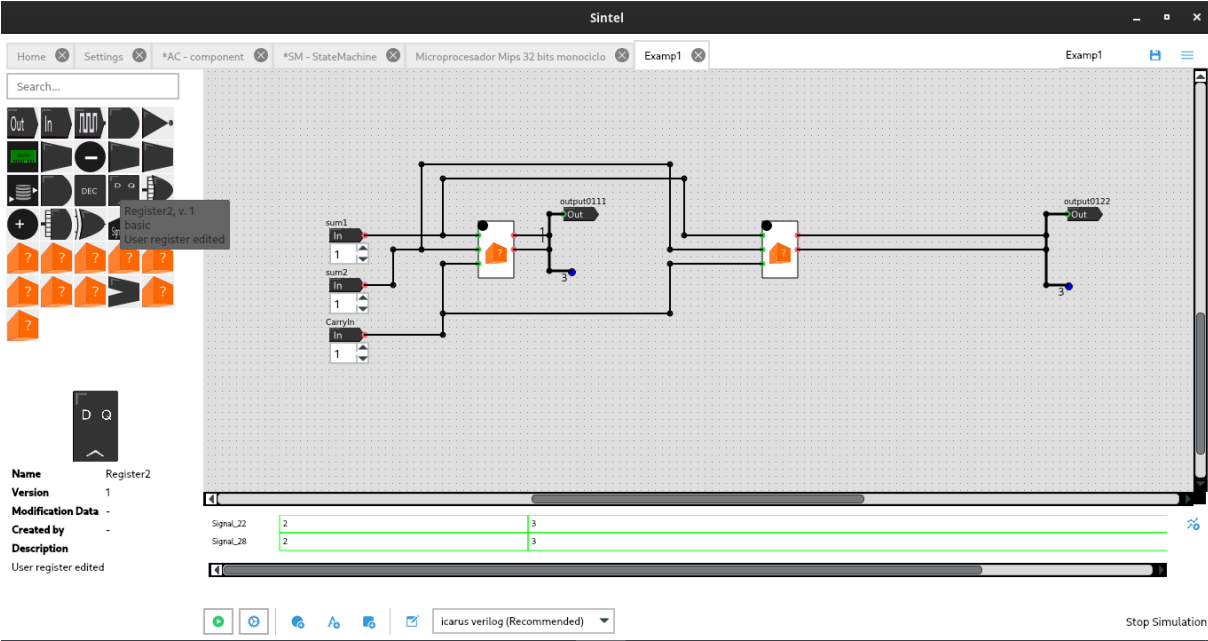 Sintel
Home Settings *AC - component *SM - StateMachine Microprocesador Mips 32 bits monociclo Examp1 Examp1
Search...
Out In
DEC D Q
Register2, v. 1
basic
User register edited
sum1
In
1
sum2
In
1
CarryIn
In
1
?
1
output0111
Out
3
?
output0122
Out
3
? ? ? ? ?
? ? ? ?
?
D Q
Name Register2
Version 1
Modification Data -
Created by -
Description
User register edited
Signal_22 2 3
Signal_28 2 3
icarus verilog (Recommended)
Stop Simulation